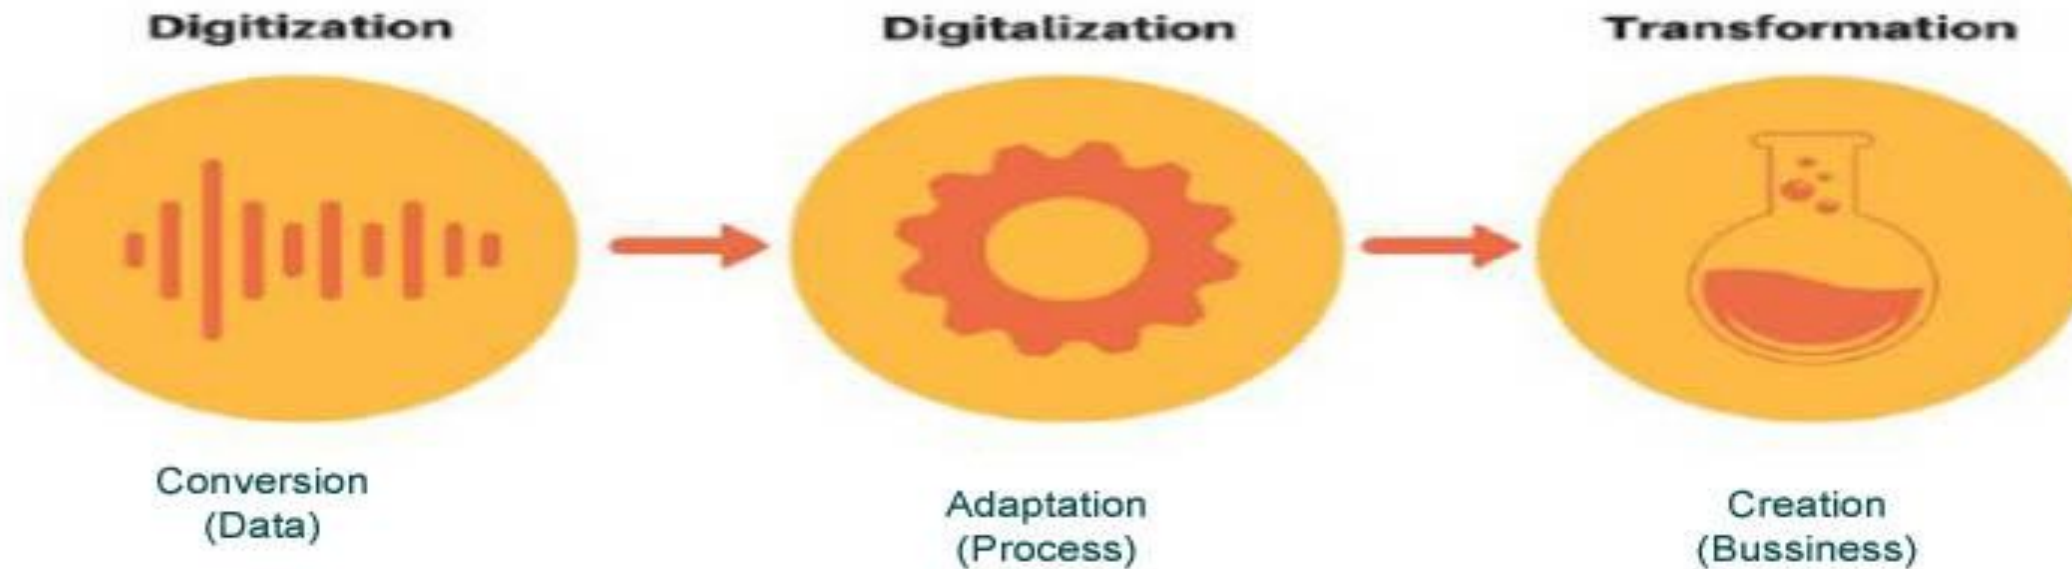 Digitization
Digitalization
Transformation
Conversion
(Data)
Adaptation
(Process)
Creation
(Bussiness)